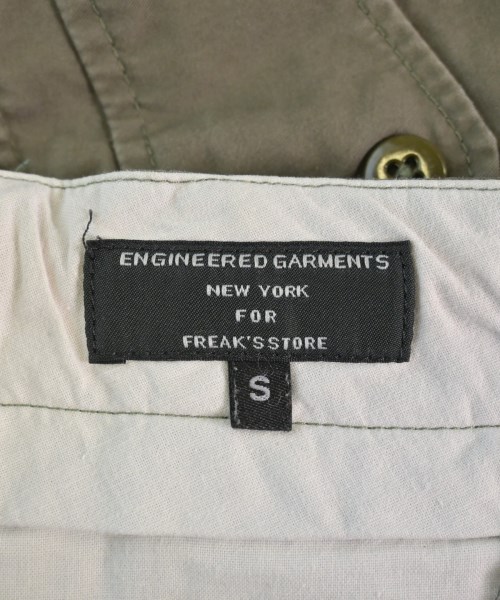 ENGINEERED GARMENTS
NEW YORK
FOR
FREAK'S STORE
S